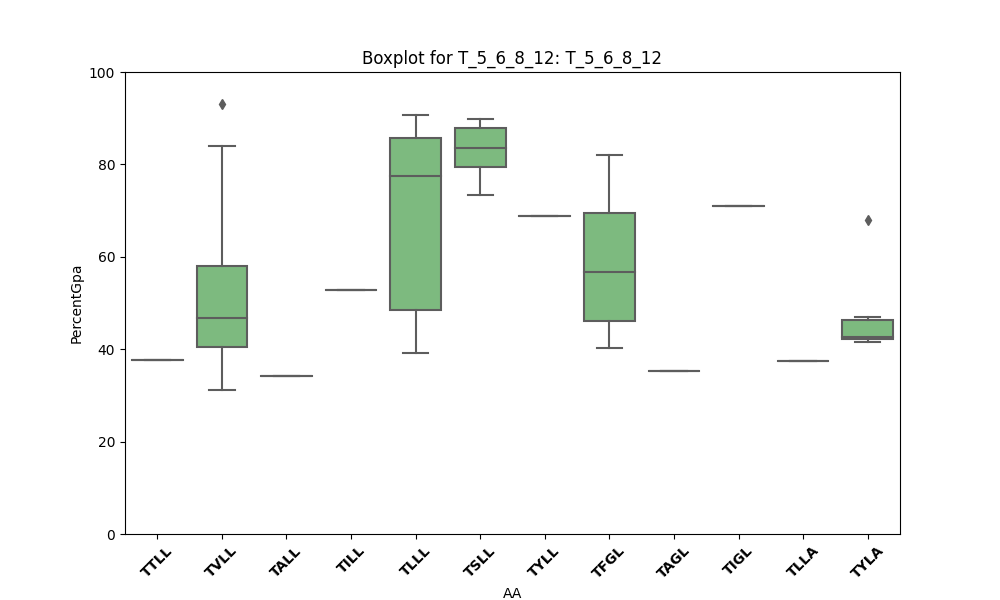 Boxplot for T_5_6_8_12: T_5_6_8_12
PercentGpa
100
80
60
40
20
0
TTLL TVLL TALL TILL TLLL TSLL TYLL TFGL TAGL TIGL TLLA TYLA
AA